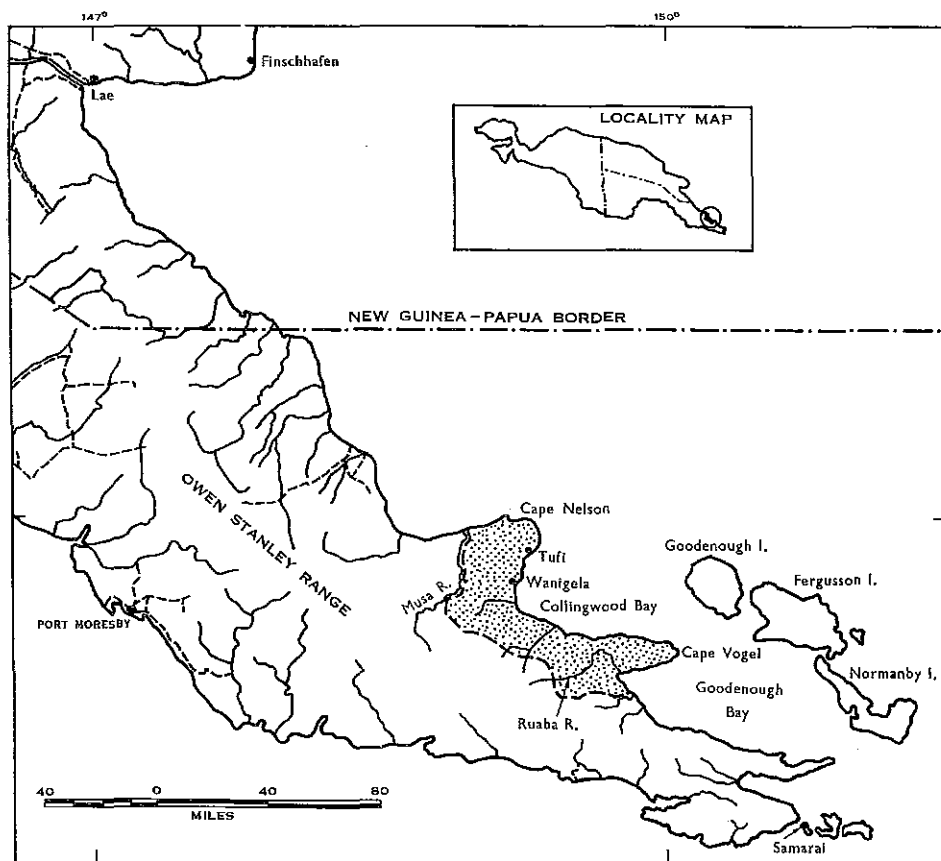 147°
150°
Finschhafen
Lae
LOCALITY MAP
NEW GUINEA–PAPUA BORDER
OWEN STANLEY RANGE
Cape Nelson
Tufi
Goodenough I.
Wanigela
Fergusson I.
Musa R.
Collingwood Bay
PORT MORESBY
Cape Vogel
Normanby I.
Goodenough
Bay
Ruaba R.
40 0 40 80
MILES
Samarai